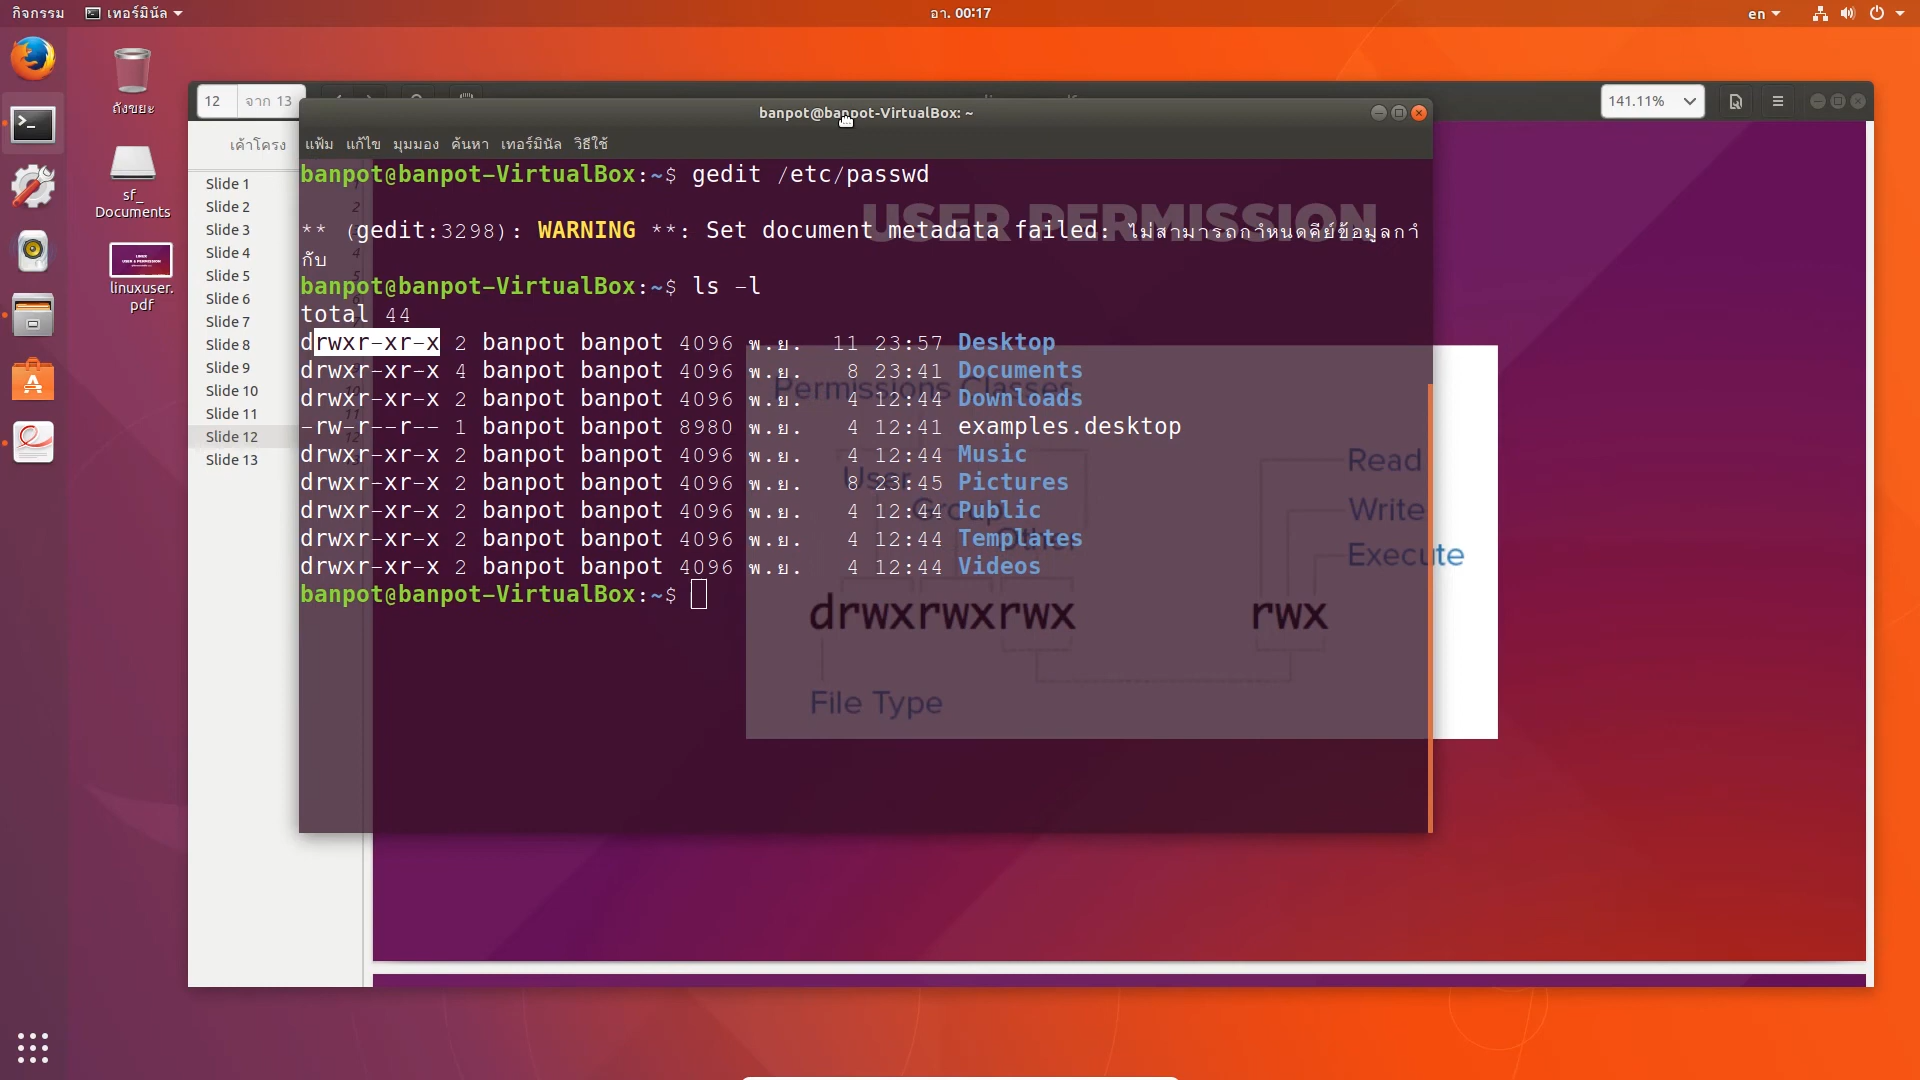 กิจกรรม เทอร์มินัล อา. 00:17 en
ถังขยะ
sf_
Documents
linuxuser.
pdf
12 จาก 13 141.11%
เค้าโครง
Slide 1
Slide 2
Slide 3
Slide 4
Slide 5
Slide 6
Slide 7
Slide 8
Slide 9
Slide 10
Slide 11
Slide 12
Slide 13
banpot@banpot-VirtualBox: ~
แฟ้ม แก้ไข มุมมอง ค้นหา เทอร์มินัล วิธีใช้
banpot@banpot-VirtualBox:~$ gedit /etc/passwd
** (gedit:3298): WARNING **: Set document metadata failed: ไม่สามารถกำหนดคีย์ข้อมูลกำ
กับ
banpot@banpot-VirtualBox:~$ ls -l
total 44
drwxr-xr-x 2 banpot banpot 4096 พ.ย. 11 23:57 Desktop
drwxr-xr-x 4 banpot banpot 4096 พ.ย. 8 23:41 Documents
drwxr-xr-x 2 banpot banpot 4096 พ.ย. 4 12:44 Downloads
-rw-r--r-- 1 banpot banpot 8980 พ.ย. 4 12:41 examples.desktop
drwxr-xr-x 2 banpot banpot 4096 พ.ย. 4 12:44 Music
drwxr-xr-x 2 banpot banpot 4096 พ.ย. 8 23:45 Pictures
drwxr-xr-x 2 banpot banpot 4096 พ.ย. 4 12:44 Public
drwxr-xr-x 2 banpot banpot 4096 พ.ย. 4 12:44 Templates
drwxr-xr-x 2 banpot banpot 4096 พ.ย. 4 12:44 Videos
banpot@banpot-VirtualBox:~$
USER PERMISSION
Permissions Classes
User
Group
Other
Read
Write
Execute
drwxrwxrwx rwx
File Type